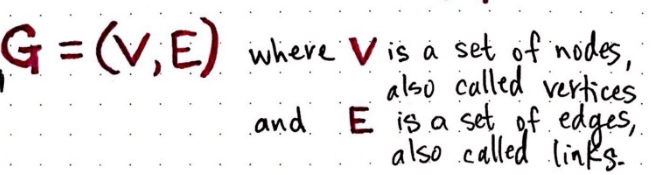 G = (V, E) where V is a set of nodes,
also called vertices
and E is a set of edges,
also called links.